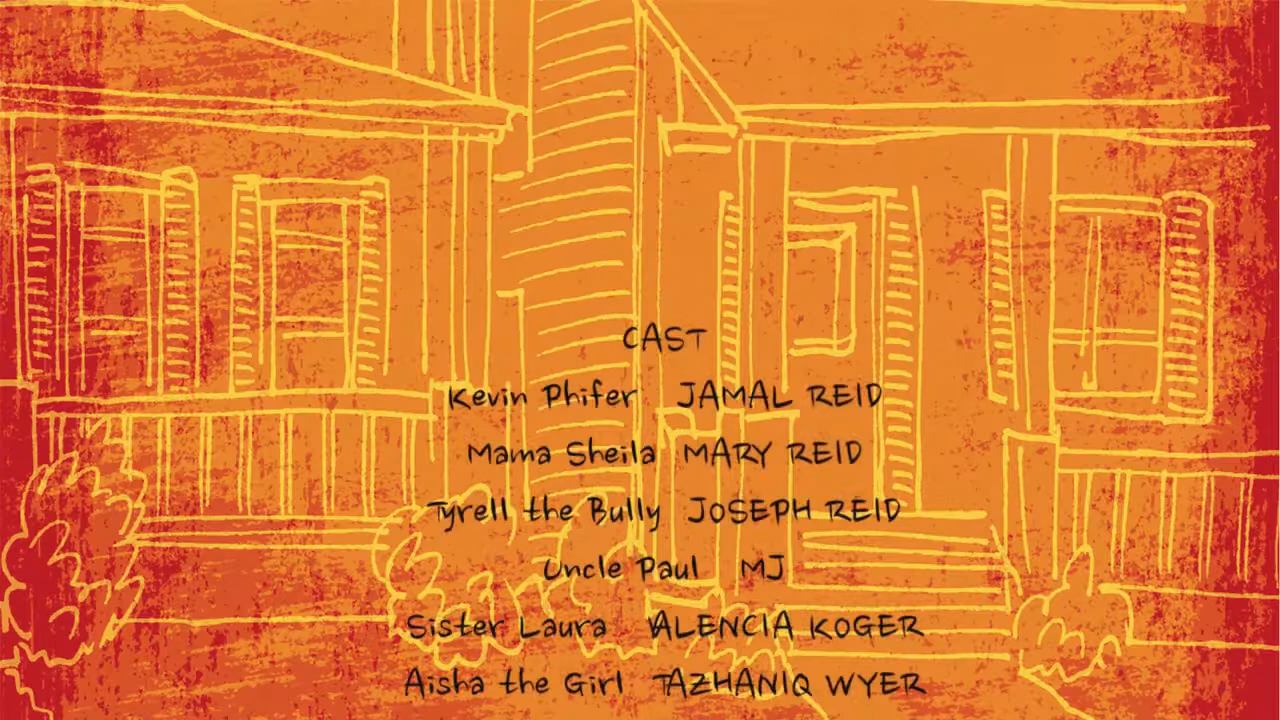 CAST
Kevin Phifer JAMAL REID
Mama Sheila MARY REID
Tyrell the Bully JOSEPH REID
Uncle Paul MJ
Sister Laura VALENCIA KOGER
Aisha the Girl TAZHANIQ WYER